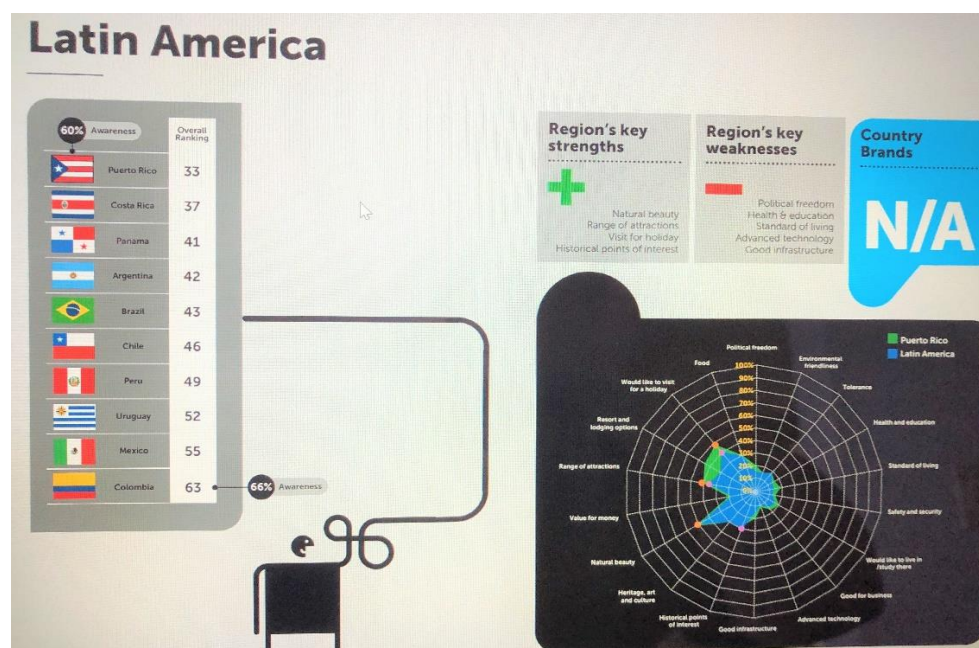 Latin America
60% Awareness
Overall
Ranking
Puerto Rico 33
Costa Rica 37
Panama 41
Argentina 42
Brazil 43
Chile 46
Peru 49
Uruguay 52
Mexico 55
Colombia 63
66% Awareness
Region's key
strengths
Natural beauty
Range of attractions
Visit for holiday
Historical points of interest
Region's key
weaknesses
Political freedom
Health & education
Standard of living
Advanced technology
Good infrastructure
Country
Brands
N/A
Puerto Rico
Latin America
Political freedom
Environmental
friendliness
Tolerance
Health and education
Standard of living
Safety and security
Would like to live in
/study there
Good for business
Advanced technology
Good infrastructure
Historical points
of interest
Heritage, art
and culture
Natural beauty
Value for money
Range of attractions
Resort and
lodging options
Would like to visit
for a holiday
Food
100%
90%
80%
70%
60%
50%
40%
30%
20%
10%
0%